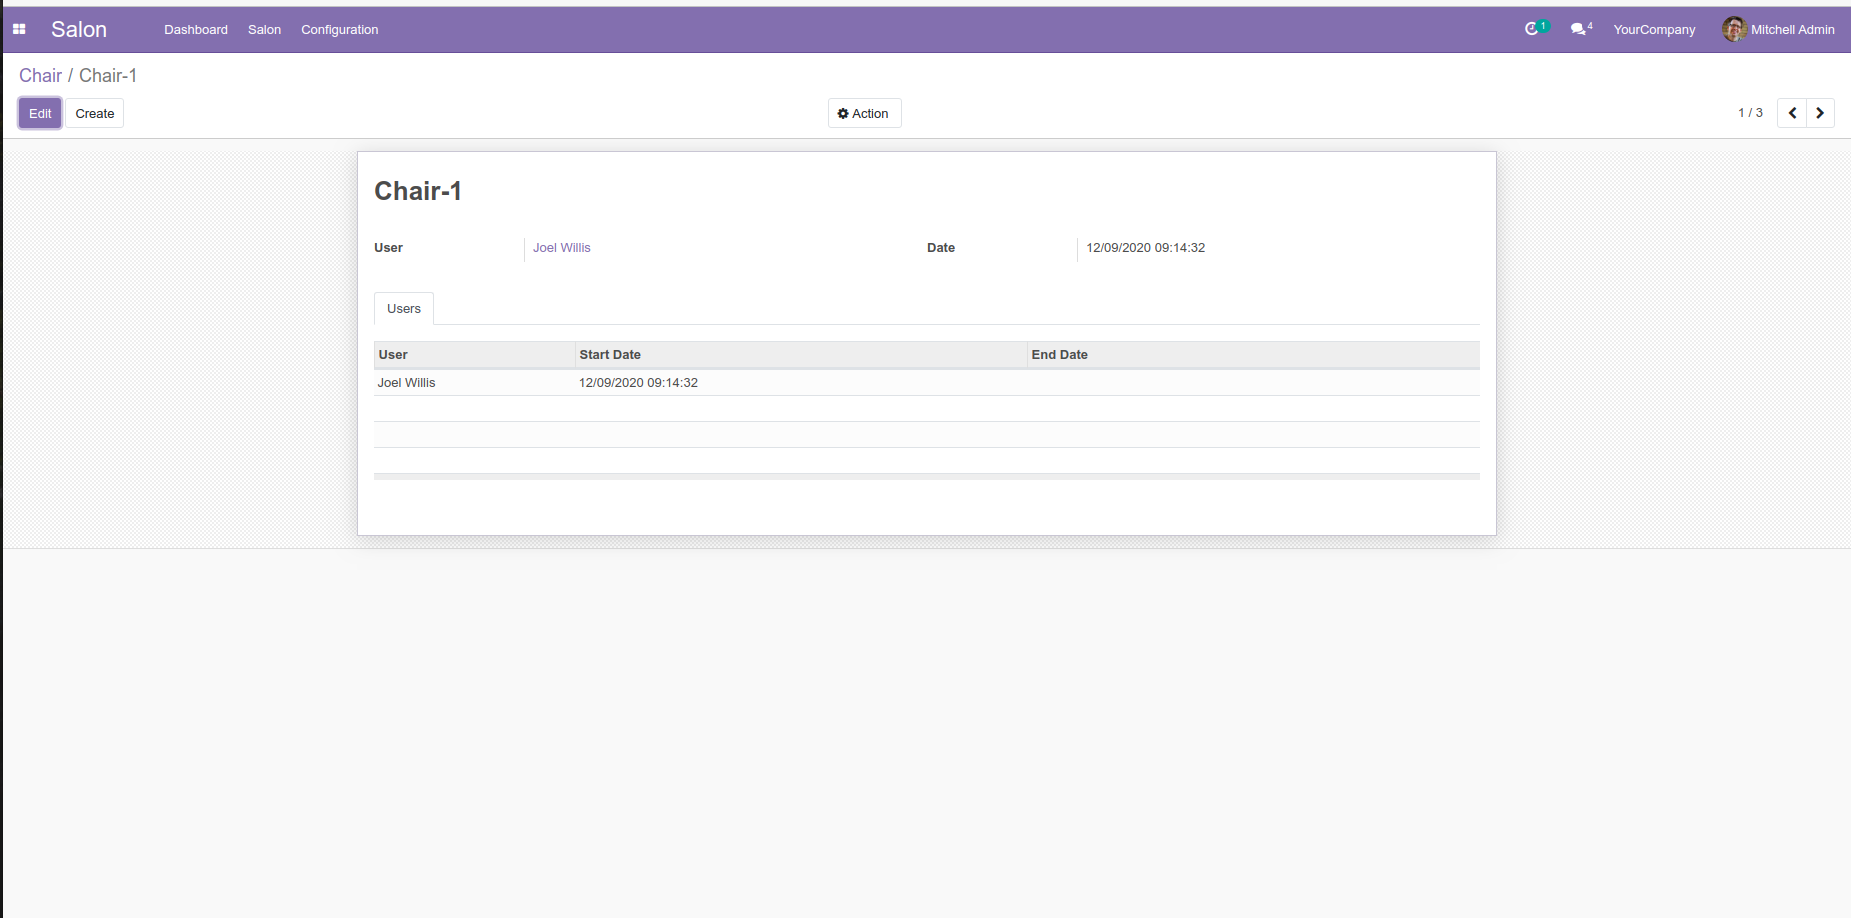 Salon Dashboard Salon Configuration 1 4 YourCompany Mitchell Admin
Chair / Chair-1
Edit Create Action 1 / 3
Chair-1
User Joel Willis Date 12/09/2020 09:14:32
Users
User Start Date End Date
Joel Willis 12/09/2020 09:14:32